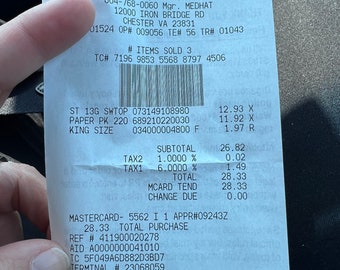 004-768-0060 Mgr. MEDHAT
12000 IRON BRIDGE RD
CHESTER VA 23831
01524 OP# 009056 TE# 56 TR# 01043
# ITEMS SOLD 3
TC# 7196 9853 5568 8797 4506
ST 13G SWTOP 073149108980 12.93 X
PAPER PK 220 689210220030 11.92 X
KING SIZE 034000004800 F 1.97 R
SUBTOTAL 26.82
TAX2 1.0000 % 0.02
TAX1 6.0000 % 1.49
TOTAL 28.33
MCARD TEND 28.33
CHANGE DUE 0.00
MASTERCARD- 5562 I 1 APPR#09243Z
28.33 TOTAL PURCHASE
REF # 411900020278
AID A0000000041010
TC 5F049A6D882D3BD7
TERMINAL # 23068059